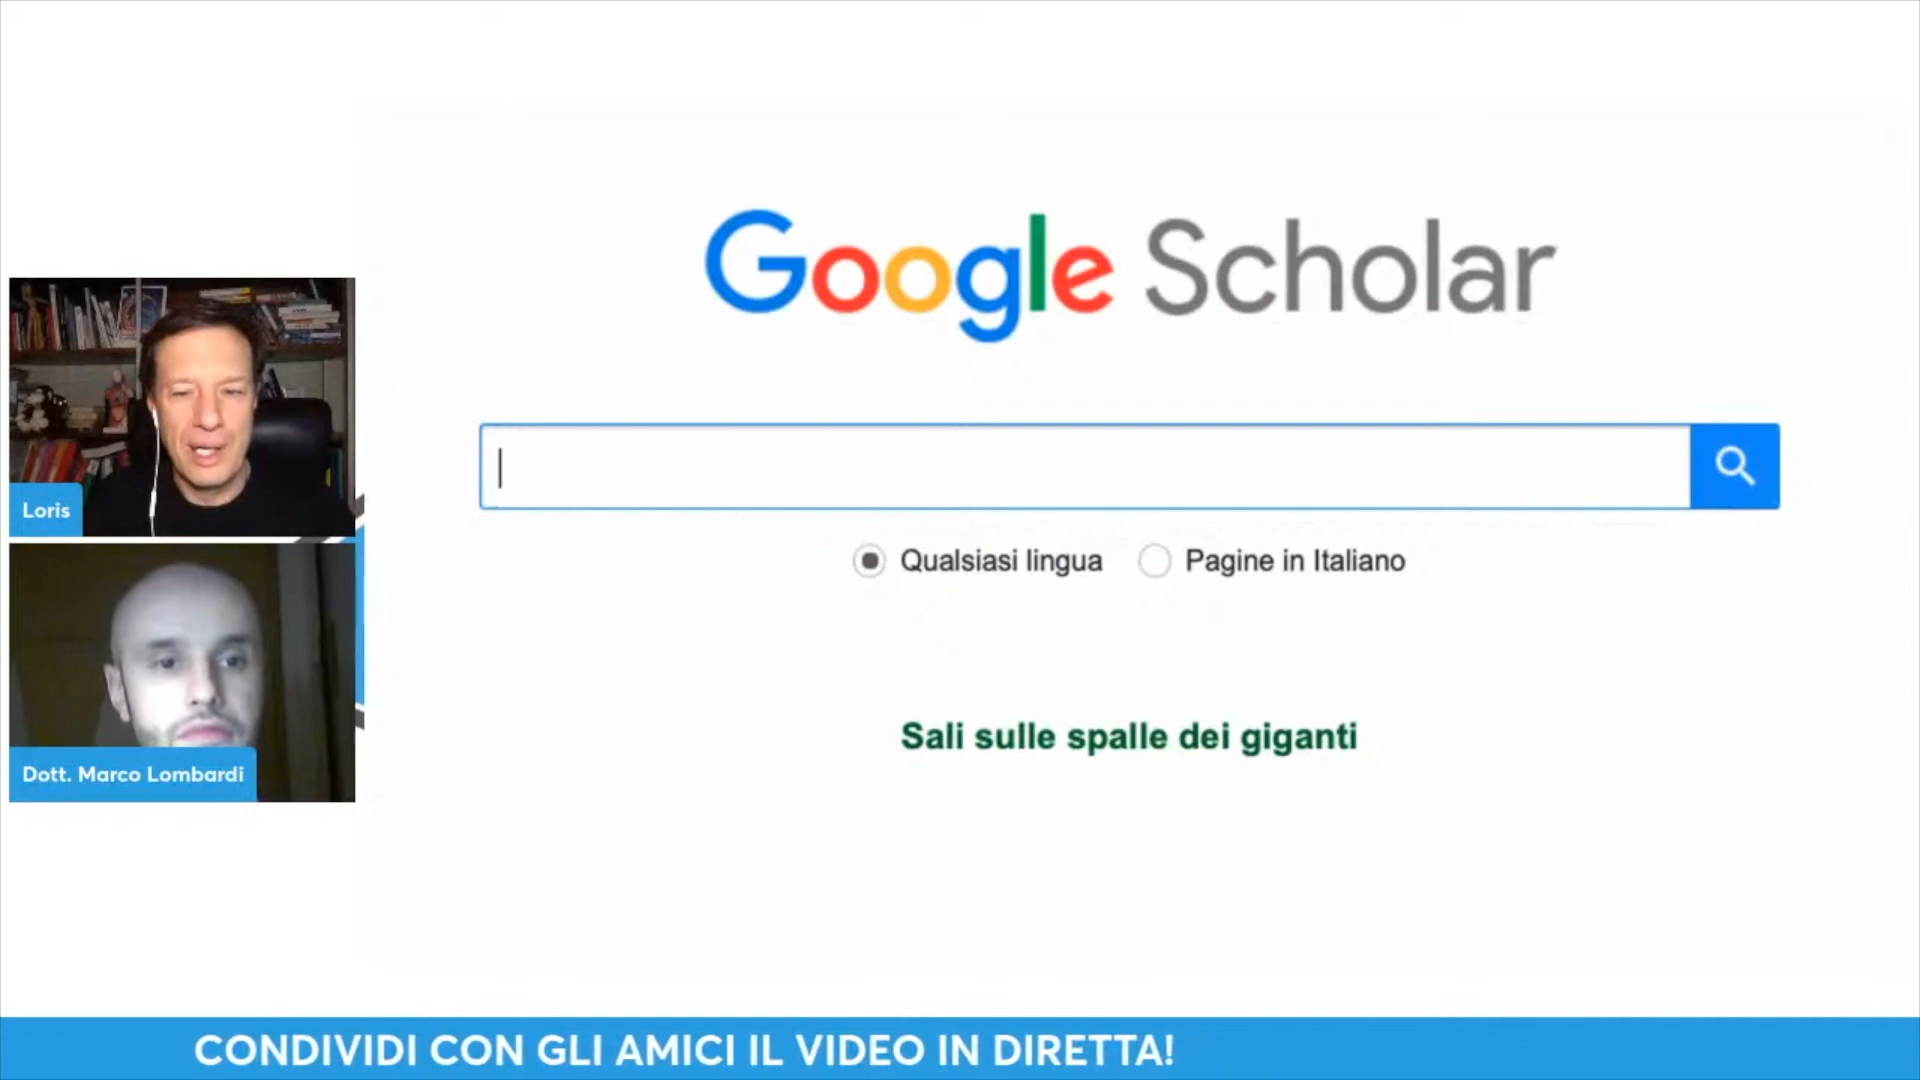 Google Scholar
Loris
Qualsiasi lingua
Pagine in Italiano
Sali sulle spalle dei giganti
Dott. Marco Lombardi
CONDIVIDI CON GLI AMICI IL VIDEO IN DIRETTA!